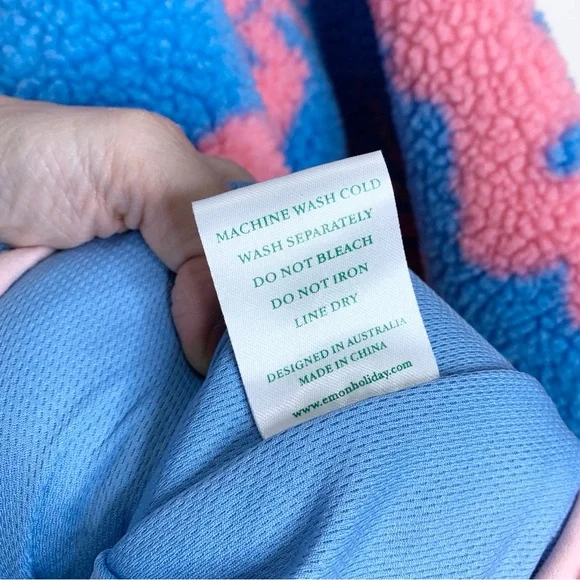 MACHINE WASH COLD
WASH SEPARATELY
DO NOT BLEACH
DO NOT IRON
LINE DRY
DESIGNED IN AUSTRALIA
MADE IN CHINA
www.emonholiday.com